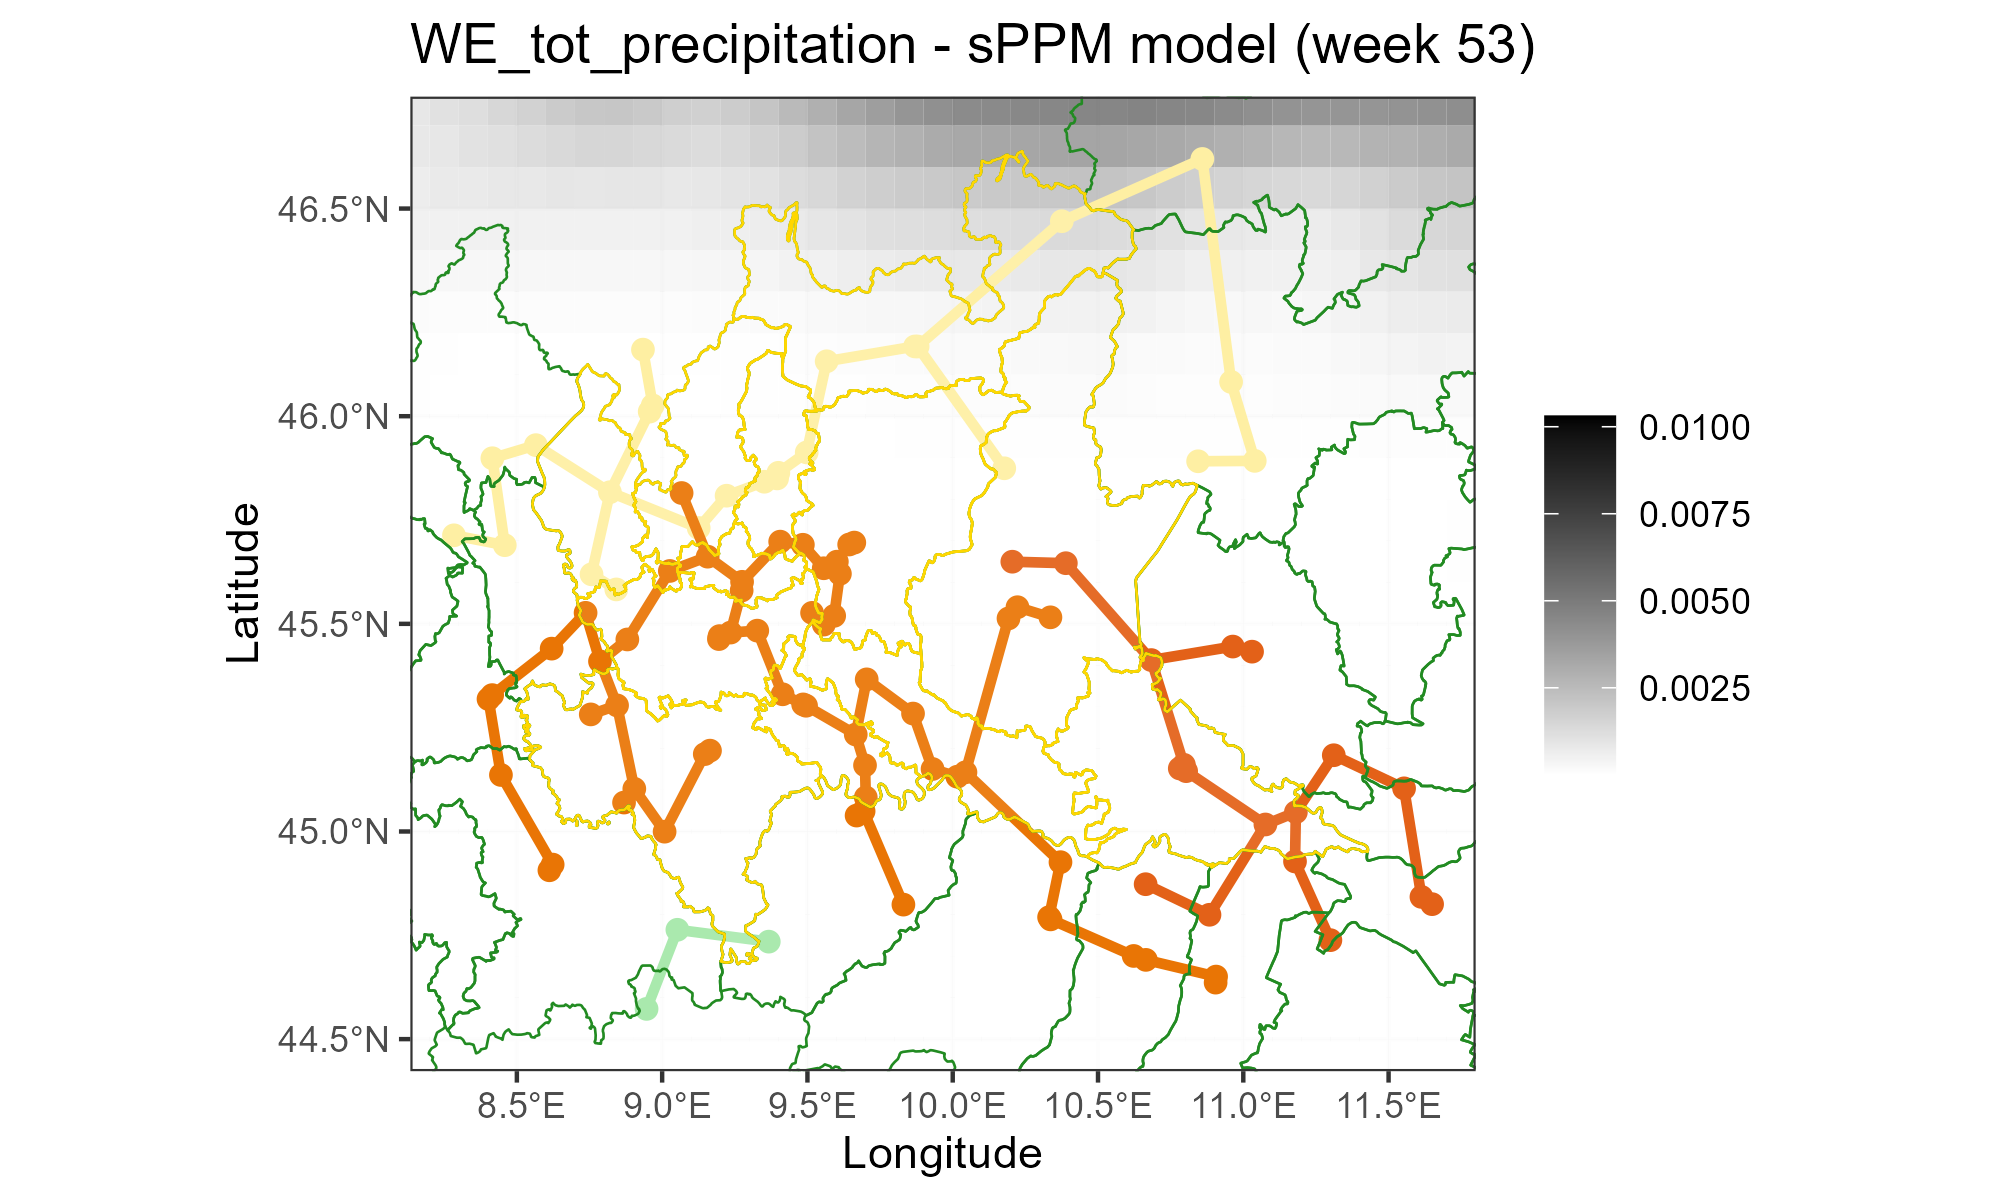 WE_tot_precipitation - sPPM model (week 53)
46.5°N
46.0°N
45.5°N
45.0°N
44.5°N
Latitude
8.5°E
9.0°E
9.5°E
10.0°E
10.5°E
11.0°E
11.5°E
Longitude
0.0100
0.0075
0.0050
0.0025